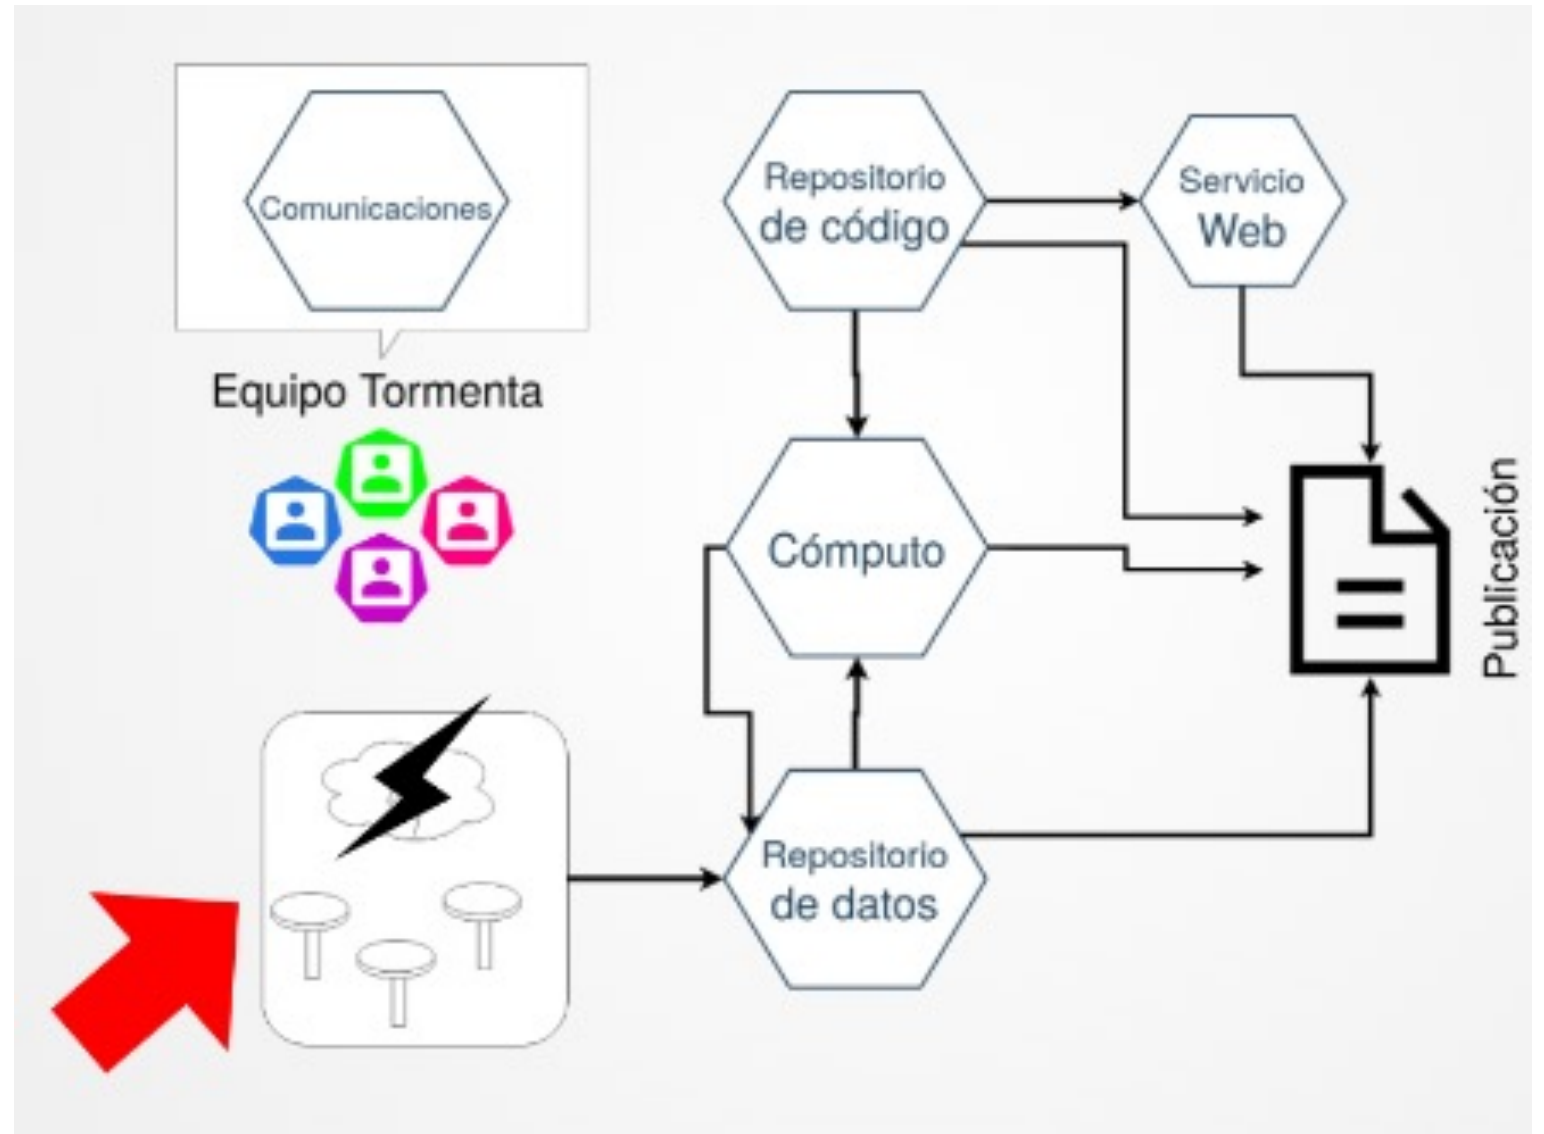 Comunicaciones
Equipo Tormenta
Repositorio
de código
Servicio
Web
Cómputo
Publicación
Repositorio
de datos